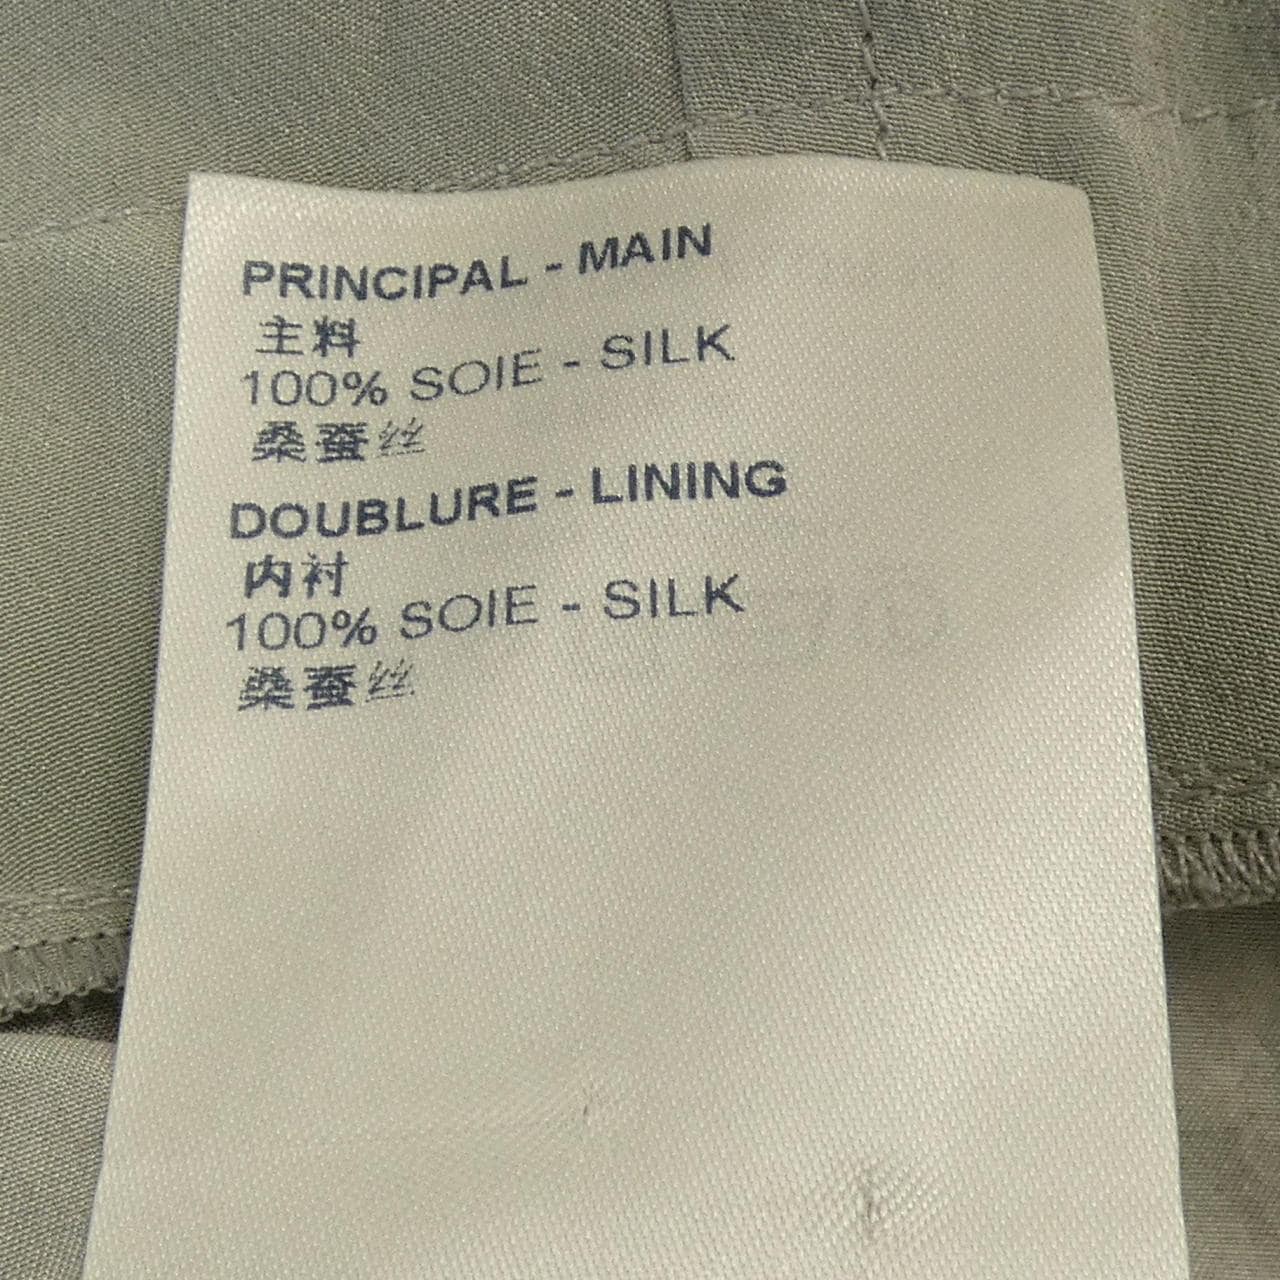 PRINCIPAL - MAIN
主料
100% SOIE - SILK
桑蚕丝
DOUBLURE - LINING
内衬
100% SOIE - SILK
桑蚕丝